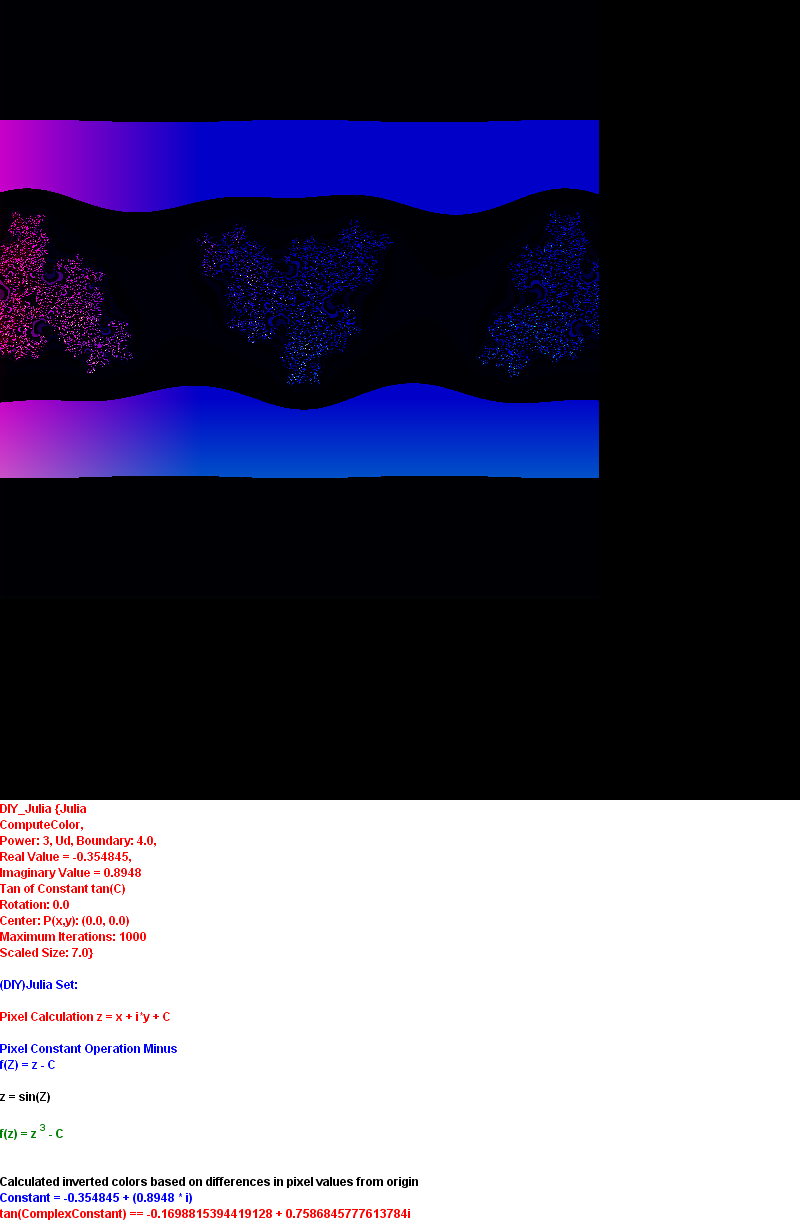 DIY_Julia {Julia
ComputeColor,
Power: 3, Ud, Boundary: 4.0,
Real Value = -0.354845,
Imaginary Value = 0.8948
Tan of Constant tan(C)
Rotation: 0.0
Center: P(x,y): (0.0, 0.0)
Maximum Iterations: 1000
Scaled Size: 7.0}
(DIY)Julia Set:
Pixel Calculation z = x + i*y + C
Pixel Constant Operation Minus
f(Z) = z - C
z = sin(Z)
f(z) = z 3 - C
Calculated inverted colors based on differences in pixel values from origin
Constant = -0.354845 + (0.8948 * i)
tan(ComplexConstant) == -0.1698815394419128 + 0.7586845777613784i